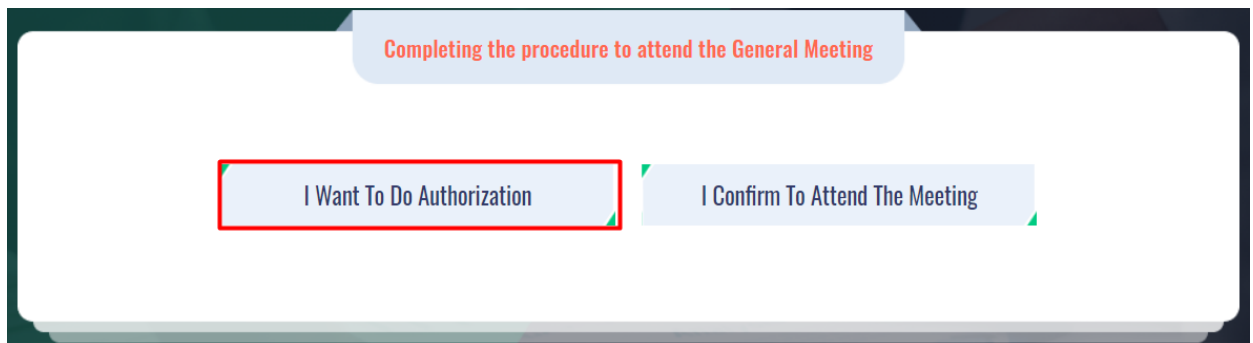 Completing the procedure to attend the General Meeting
I Want To Do Authorization
I Confirm To Attend The Meeting